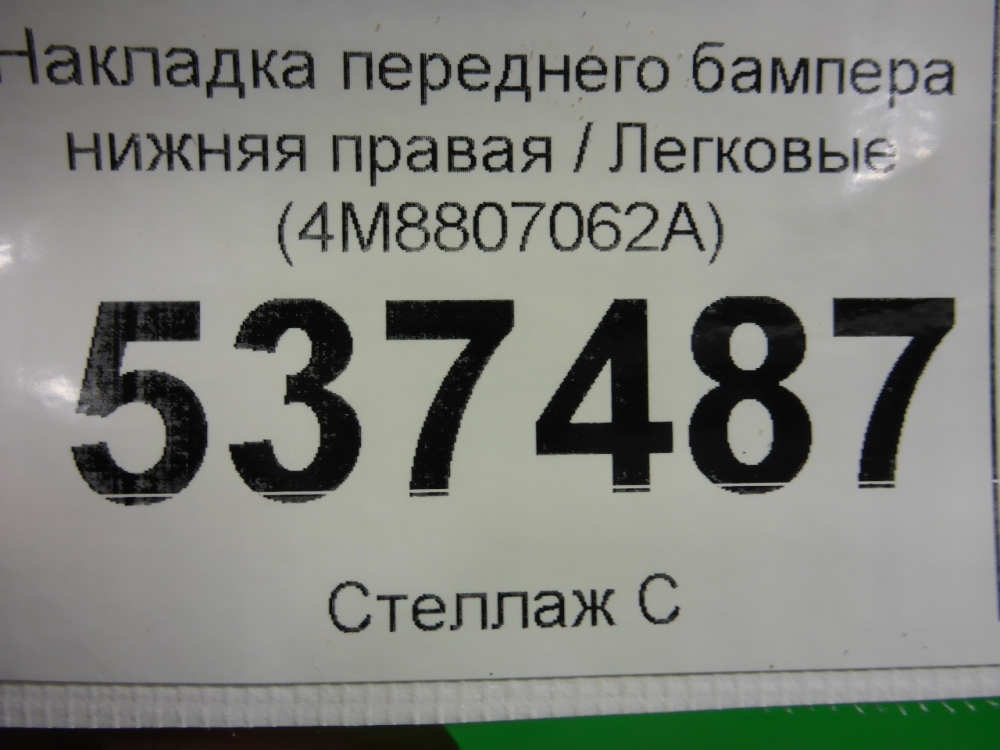 Накладка переднего бампера
нижняя правая / Легковые
(4M8807062A)
537487
Стеллаж С